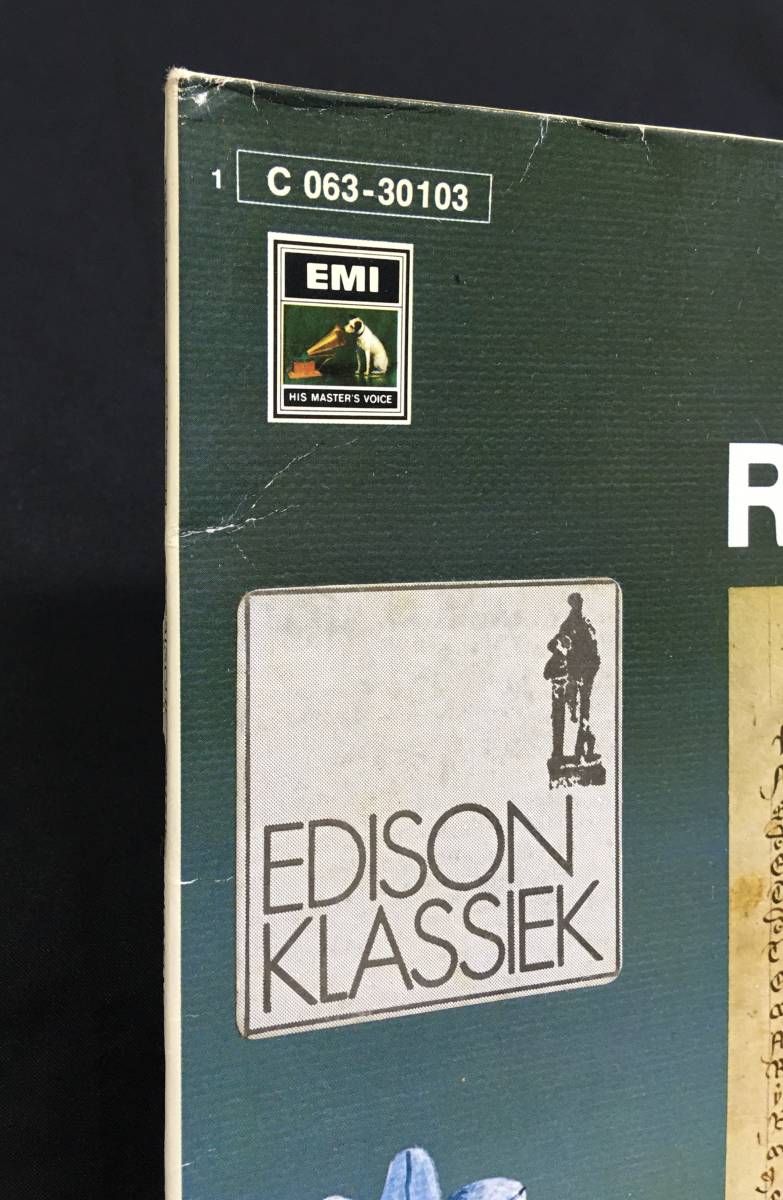 1 C 063-30103
EMI
HIS MASTER'S VOICE
R
EDISON
KLASSIEK